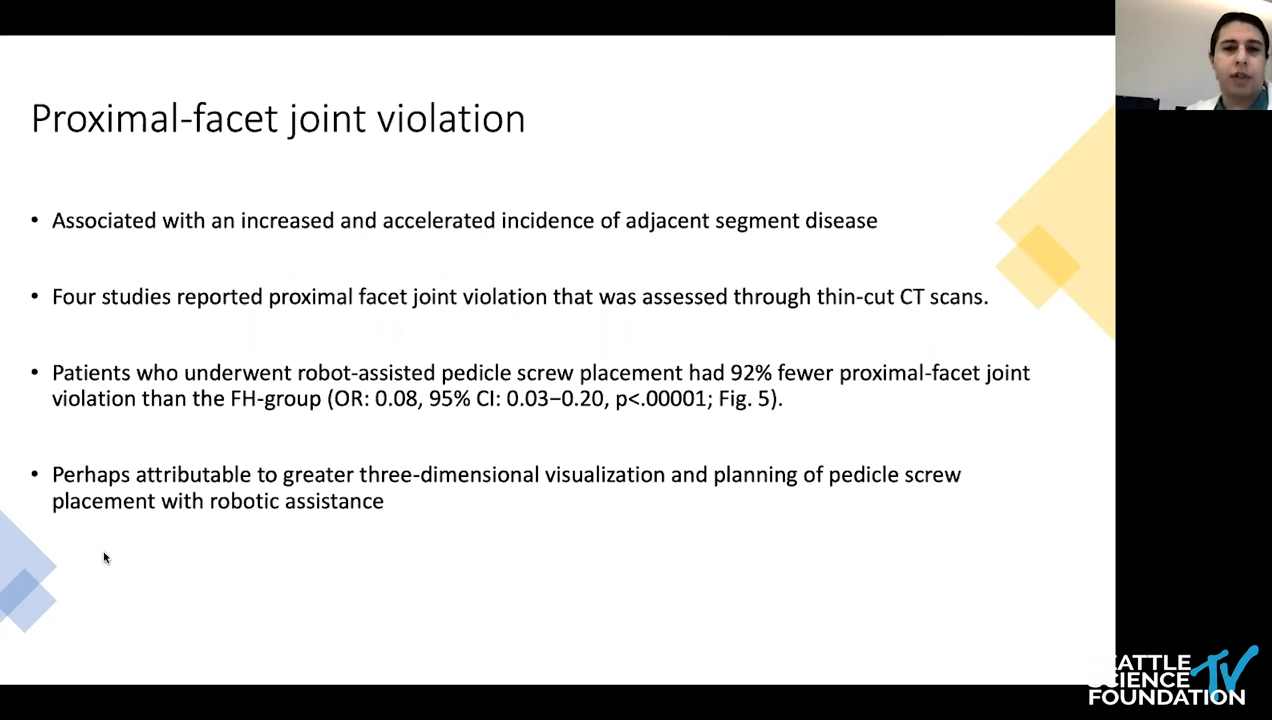 Proximal-facet joint violation
• Associated with an increased and accelerated incidence of adjacent segment disease
• Four studies reported proximal facet joint violation that was assessed through thin-cut CT scans.
• Patients who underwent robot-assisted pedicle screw placement had 92% fewer proximal-facet joint
violation than the FH-group (OR: 0.08, 95% CI: 0.03–0.20, p<.00001; Fig. 5).
• Perhaps attributable to greater three-dimensional visualization and planning of pedicle screw
placement with robotic assistance
SEATTLE
SCIENCE TV
FOUNDATION